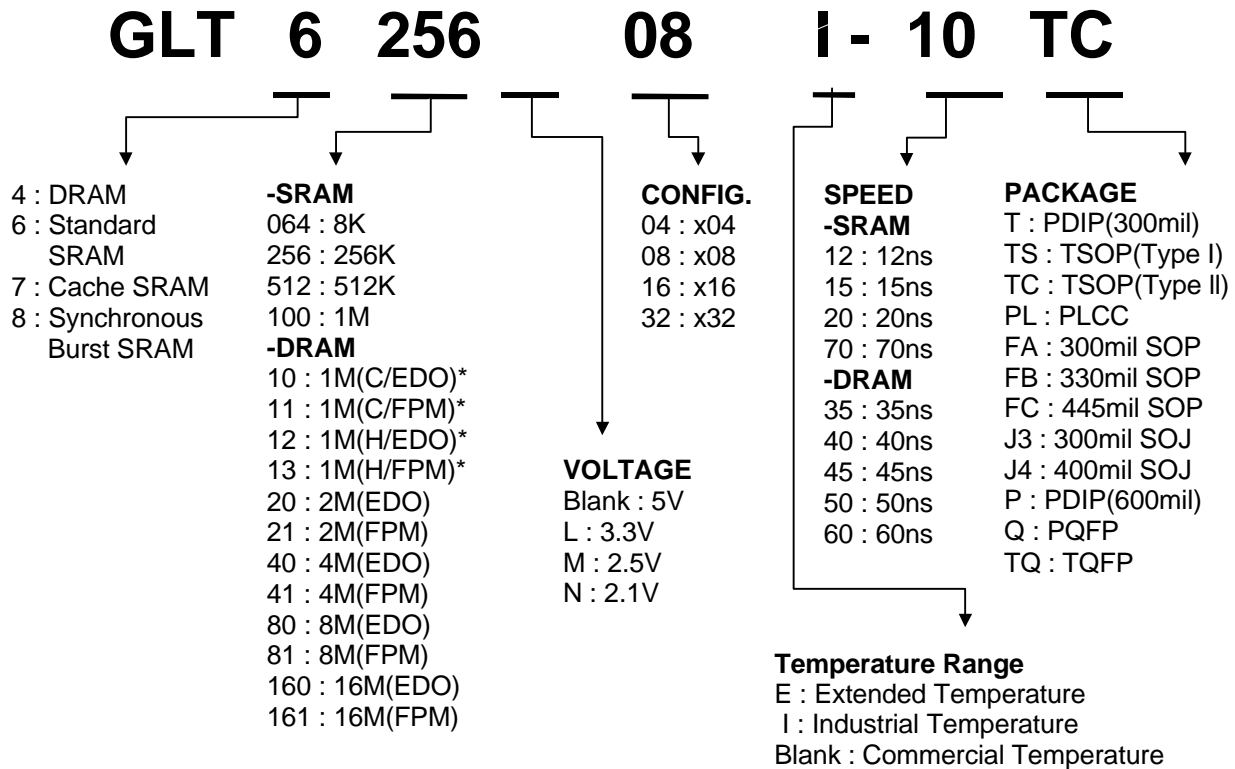 GLT 6 256 08 I - 10 TC
4 : DRAM
6 : Standard
SRAM
7 : Cache SRAM
8 : Synchronous
Burst SRAM
-SRAM
064 : 8K
256 : 256K
512 : 512K
100 : 1M
-DRAM
10 : 1M(C/EDO)*
11 : 1M(C/FPM)*
12 : 1M(H/EDO)*
13 : 1M(H/FPM)*
20 : 2M(EDO)
21 : 2M(FPM)
40 : 4M(EDO)
41 : 4M(FPM)
80 : 8M(EDO)
81 : 8M(FPM)
160 : 16M(EDO)
161 : 16M(FPM)
VOLTAGE
Blank : 5V
L : 3.3V
M : 2.5V
N : 2.1V
CONFIG.
04 : x04
08 : x08
16 : x16
32 : x32
SPEED
-SRAM
12 : 12ns
15 : 15ns
20 : 20ns
70 : 70ns
-DRAM
35 : 35ns
40 : 40ns
45 : 45ns
50 : 50ns
60 : 60ns
PACKAGE
T : PDIP(300mil)
TS : TSOP(Type I)
TC : TSOP(Type ll)
PL : PLCC
FA : 300mil SOP
FB : 330mil SOP
FC : 445mil SOP
J3 : 300mil SOJ
J4 : 400mil SOJ
P : PDIP(600mil)
Q : PQFP
TQ : TQFP
Temperature Range
E : Extended Temperature
I : Industrial Temperature
Blank : Commercial Temperature